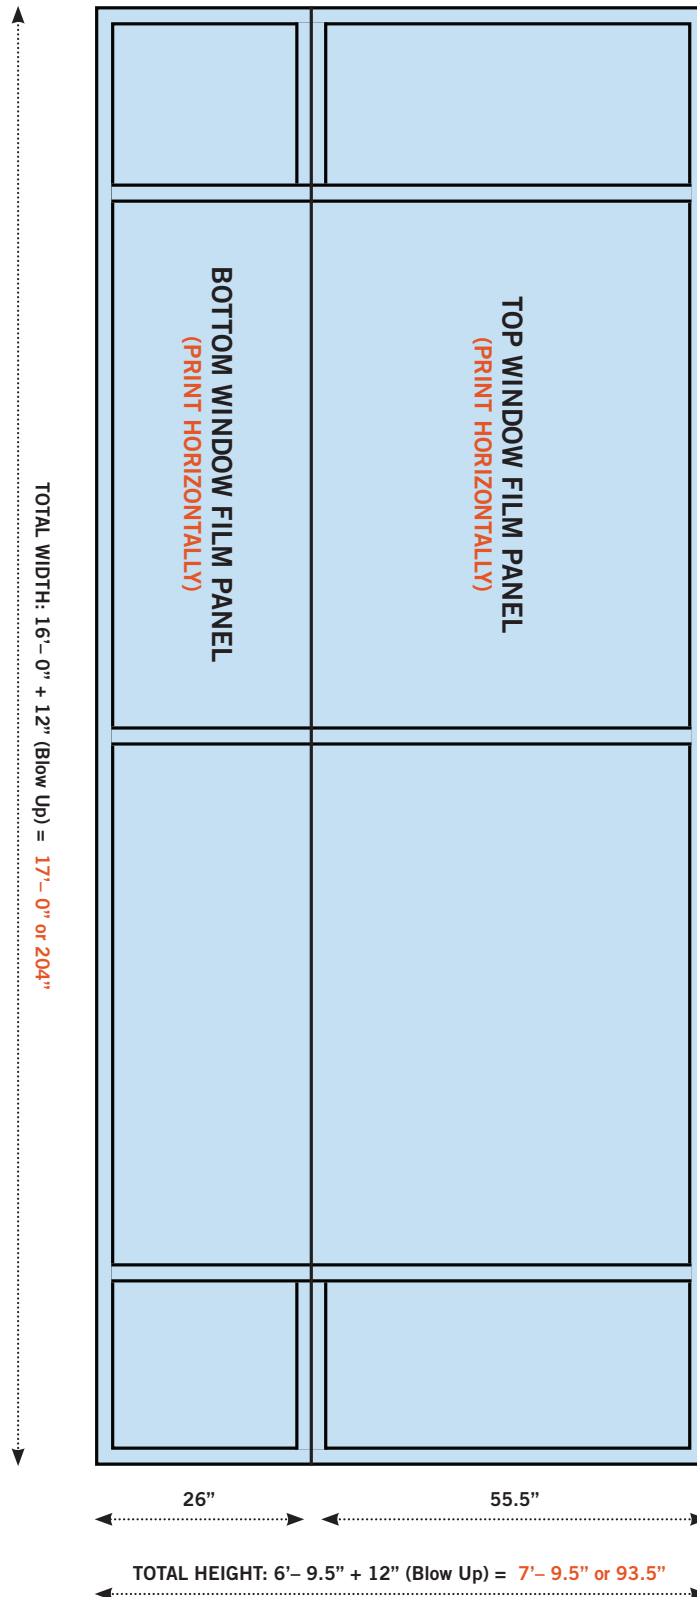 TOP WINDOW FILM PANEL
(PRINT HORIZONTALLY)
BOTTOM WINDOW FILM PANEL
(PRINT HORIZONTALLY)
TOTAL WIDTH: 16’– 0” + 12” (Blow Up) = 17’– 0” or 204”
26”
55.5”
TOTAL HEIGHT: 6’– 9.5” + 12” (Blow Up) = 7’– 9.5” or 93.5”